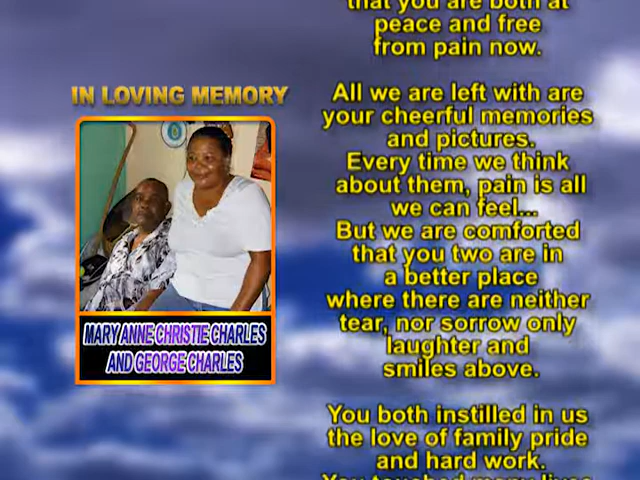 IN LOVING MEMORY
MARY ANNE CHRISTIE CHARLES
AND GEORGE CHARLES
that you are both at
peace and free
from pain now.
All we are left with are
your cheerful memories
and pictures.
Every time we think
about them, pain is all
we can feel...
But we are comforted
that you two are in
a better place
where there are neither
tear, nor sorrow only
laughter and
smiles above.
You both instilled in us
the love of family pride
and hard work.
You touched many lives